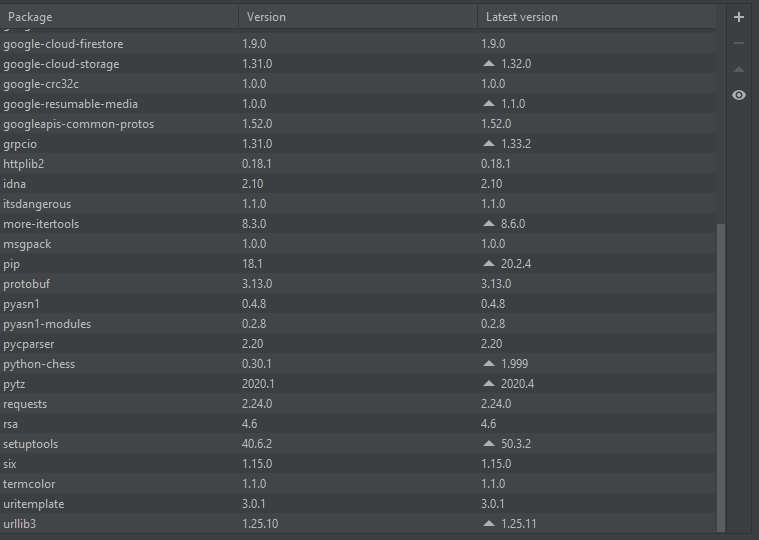 Package Version Latest version
google-cloud-firestore 1.9.0 1.9.0
google-cloud-storage 1.31.0 1.32.0
google-crc32c 1.0.0 1.0.0
google-resumable-media 1.0.0 1.1.0
googleapis-common-protos 1.52.0 1.52.0
grpcio 1.31.0 1.33.2
httplib2 0.18.1 0.18.1
idna 2.10 2.10
itsdangerous 1.1.0 1.1.0
more-itertools 8.3.0 8.6.0
msgpack 1.0.0 1.0.0
pip 18.1 20.2.4
protobuf 3.13.0 3.13.0
pyasn1 0.4.8 0.4.8
pyasn1-modules 0.2.8 0.2.8
pycparser 2.20 2.20
python-chess 0.30.1 1.999
pytz 2020.1 2020.4
requests 2.24.0 2.24.0
rsa 4.6 4.6
setuptools 40.6.2 50.3.2
six 1.15.0 1.15.0
termcolor 1.1.0 1.1.0
uritemplate 3.0.1 3.0.1
urllib3 1.25.10 1.25.11